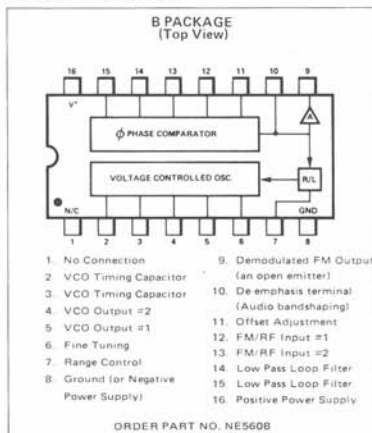 B PACKAGE
(Top View)
16 15 14 13 12 11 10 9
V+
A
ϕ PHASE COMPARATOR
VOLTAGE CONTROLLED OSC.
R/L
N/C
GND
1 2 3 4 5 6 7 8
1. No Connection
2 VCO Timing Capacitor
3. VCO Timing Capacitor
4. VCO Output #2
5 VCO Output #1
6. Fine Tuning
7. Range Control
8. Ground (or Negative
Power Supply)
9. Demodulated FM Output
(an open emitter)
10. De-emphasis terminal
(Audio bandshaping)
11. Offset Adjustment
12. FM/RF Input #1
13. FM/RF Input #2
14. Low Pass Loop Filter
15. Low Pass Loop Filter
16. Positive Power Supply
ORDER PART NO. NE560B